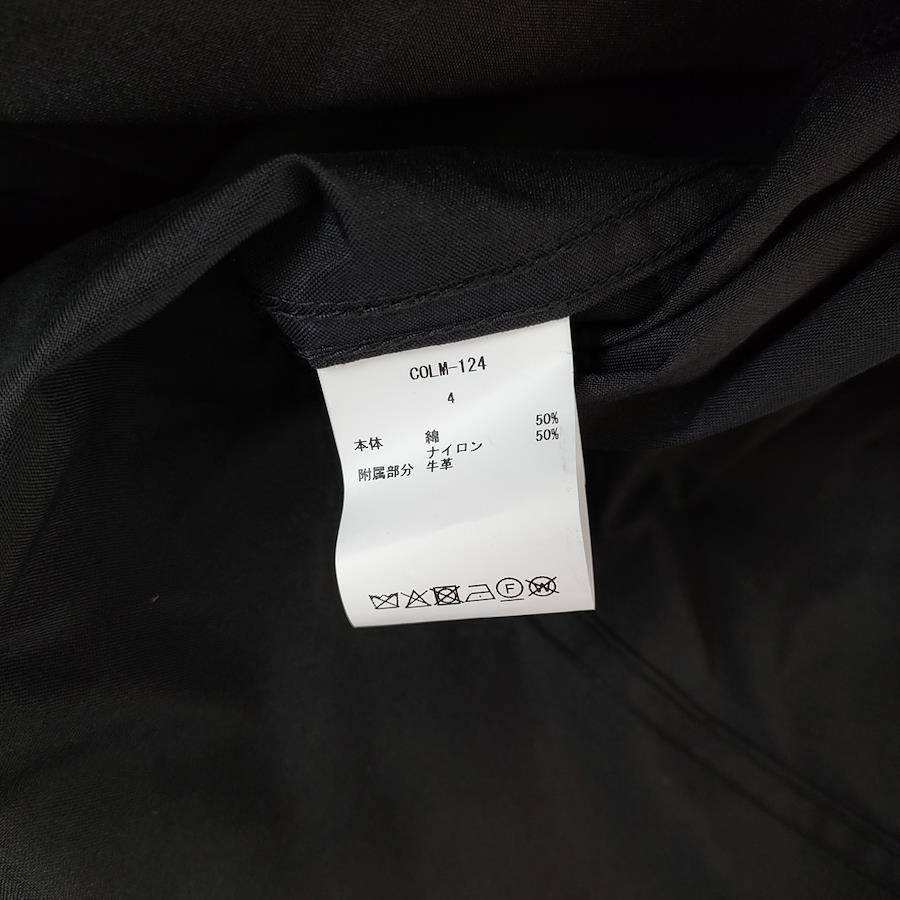 COLM-124
4
本体 綿 50%
ナイロン 50%
附属部分 牛革
F
W